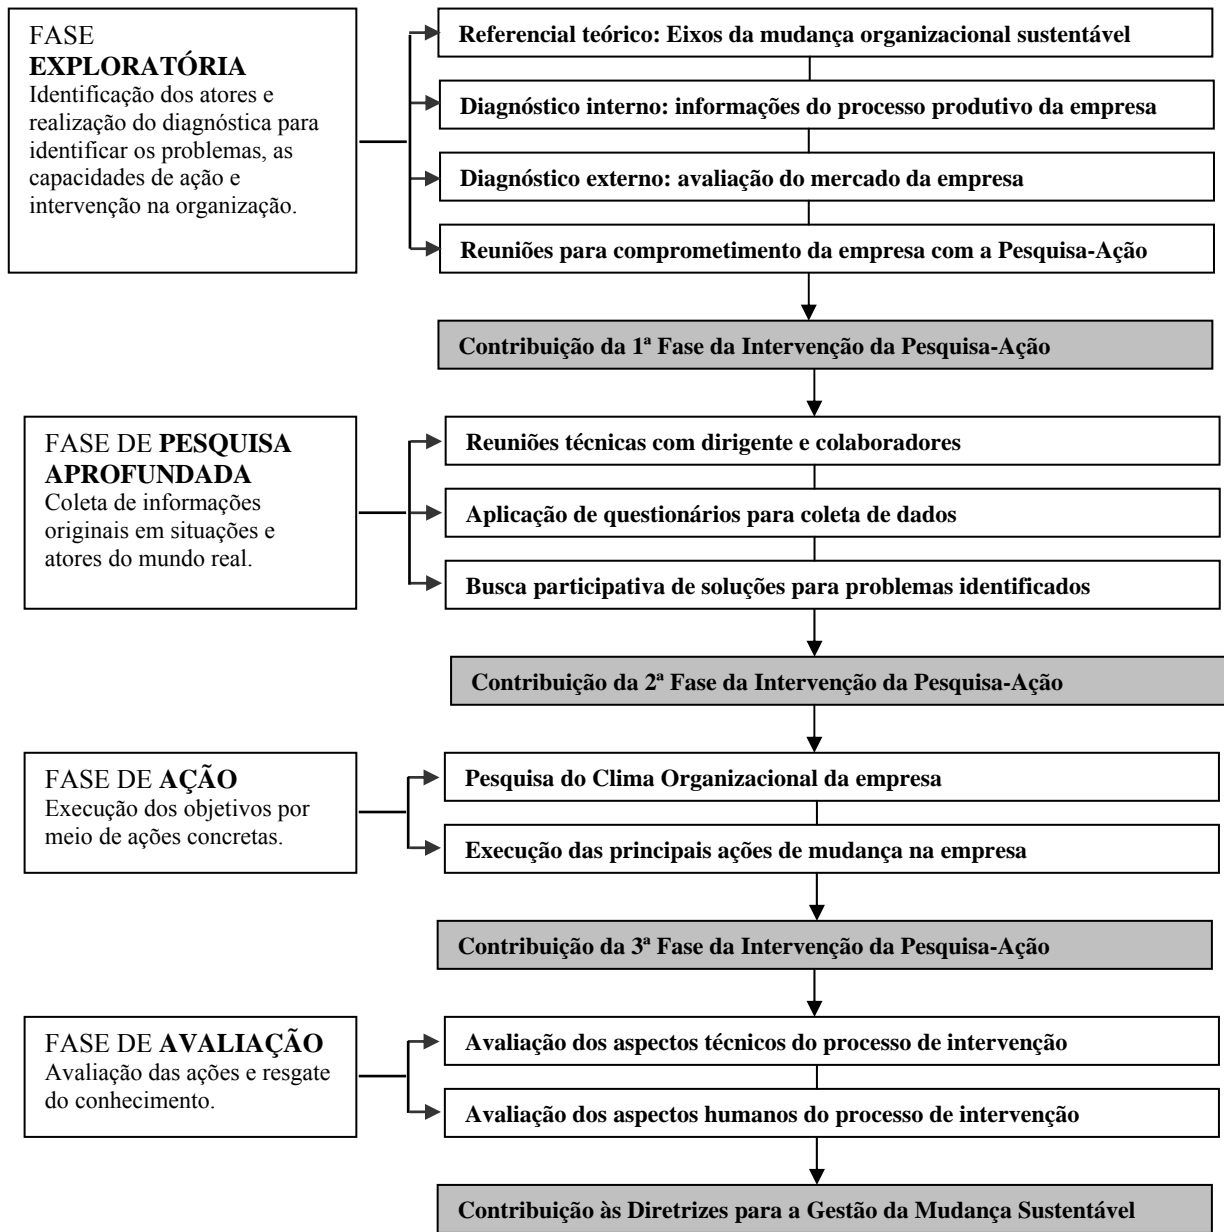 FASE
EXPLORATÓRIA
Identificação dos atores e
realização do diagnóstica para
identificar os problemas, as
capacidades de ação e
intervenção na organização.
Referencial teórico: Eixos da mudança organizacional sustentável
Diagnóstico interno: informações do processo produtivo da empresa
Diagnóstico externo: avaliação do mercado da empresa
Reuniões para comprometimento da empresa com a Pesquisa-Ação
Contribuição da 1ª Fase da Intervenção da Pesquisa-Ação
FASE DE PESQUISA
APROFUNDADA
Coleta de informações
originais em situações e
atores do mundo real.
Reuniões técnicas com dirigente e colaboradores
Aplicação de questionários para coleta de dados
Busca participativa de soluções para problemas identificados
Contribuição da 2ª Fase da Intervenção da Pesquisa-Ação
FASE DE AÇÃO
Execução dos objetivos por
meio de ações concretas.
Pesquisa do Clima Organizacional da empresa
Execução das principais ações de mudança na empresa
Contribuição da 3ª Fase da Intervenção da Pesquisa-Ação
FASE DE AVALIAÇÃO
Avaliação das ações e resgate
do conhecimento.
Avaliação dos aspectos técnicos do processo de intervenção
Avaliação dos aspectos humanos do processo de intervenção
Contribuição às Diretrizes para a Gestão da Mudança Sustentável